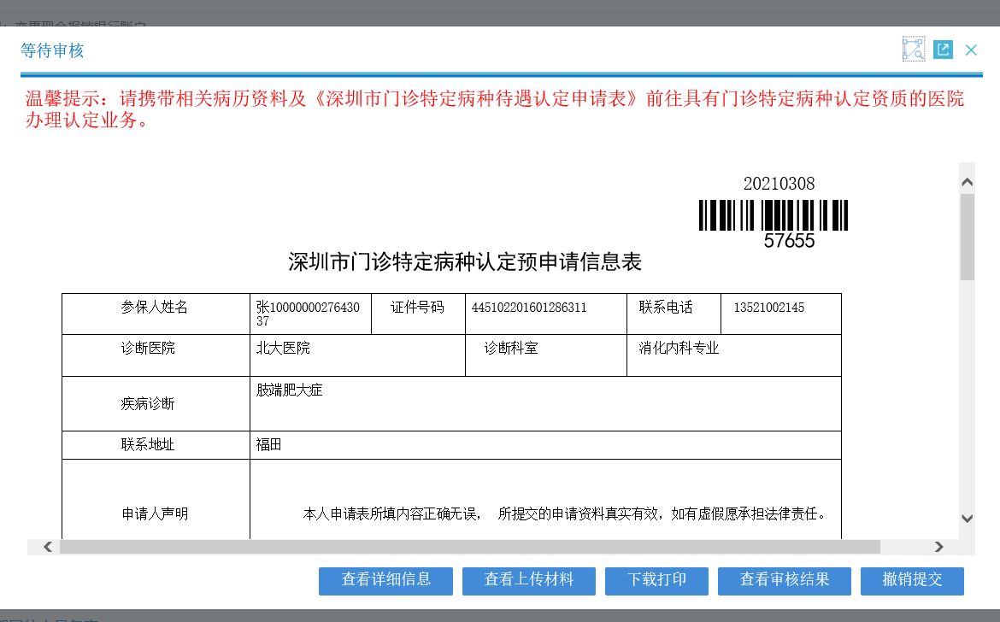 等待审核
温馨提示：请携带相关病历资料及《深圳市门诊特定病种待遇认定申请表》前往具有门诊特定病种认定资质的医院
办理认定业务。
20210308
57655
深圳市门诊特定病种认定预申请信息表
参保人姓名 张10000000276430 证件号码 445102201601286311 联系电话 13521002145
37
诊断医院 北大医院 诊断科室 消化内科专业
疾病诊断 肢端肥大症
联系地址 福田
申请人声明 本人申请表所填内容正确无误， 所提交的申请资料真实有效，如有虚假愿承担法律责任。
查看详细信息 查看上传材料 下载打印 查看审核结果 撤销提交